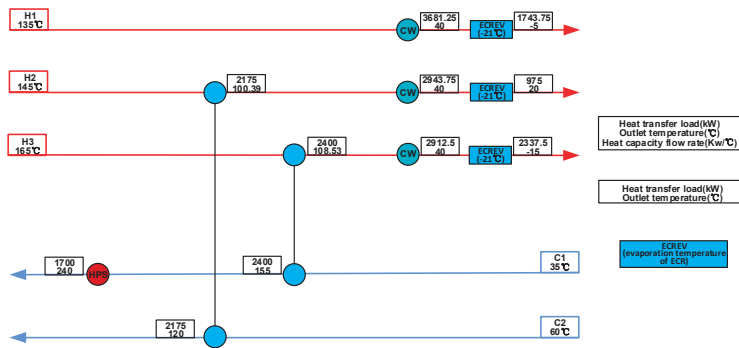 H1
135℃
CW
3681.25
40
ECREV
(-21℃)
1743.75
-5
H2
145℃
2175
100.39
CW
2943.75
40
ECREV
(-21℃)
975
20
H3
165℃
2400
108.53
CW
2912.5
40
ECREV
(-21℃)
2337.5
-15
Heat transfer load(kW)
Outlet temperature(℃)
Heat capacity flow rate(Kw/℃)
Heat transfer load(kW)
Outlet temperature(℃)
ECREV
(evaporation temperature
of ECR)
1700
240
HPS
2400
155
C1
35℃
2175
120
C2
60℃